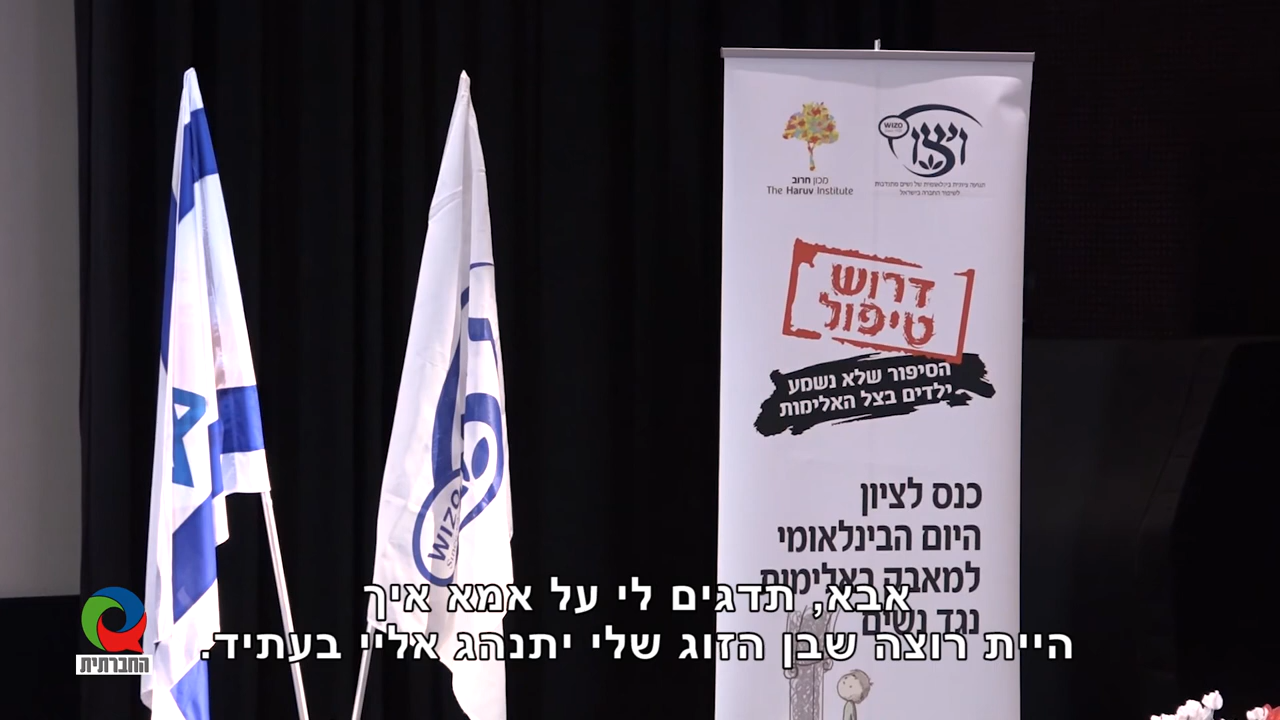 WIZO
ויצו
תנועה ציונית בינלאומית של נשים מתנדבות
לשיפור החברה בישראל
מכון חרוב
The Haruv Institute
דרוש
טיפול
הסיפור שלא נשמע
ילדים בצל האלימות
כנס לציון
היום הבינלאומי
למאבק באלימות
נגד נשים
WIZO
אבא, תדגים לי על אמא איך
היית רוצה שבן הזוג שלי יתנהג אליי בעתיד.
החברתית